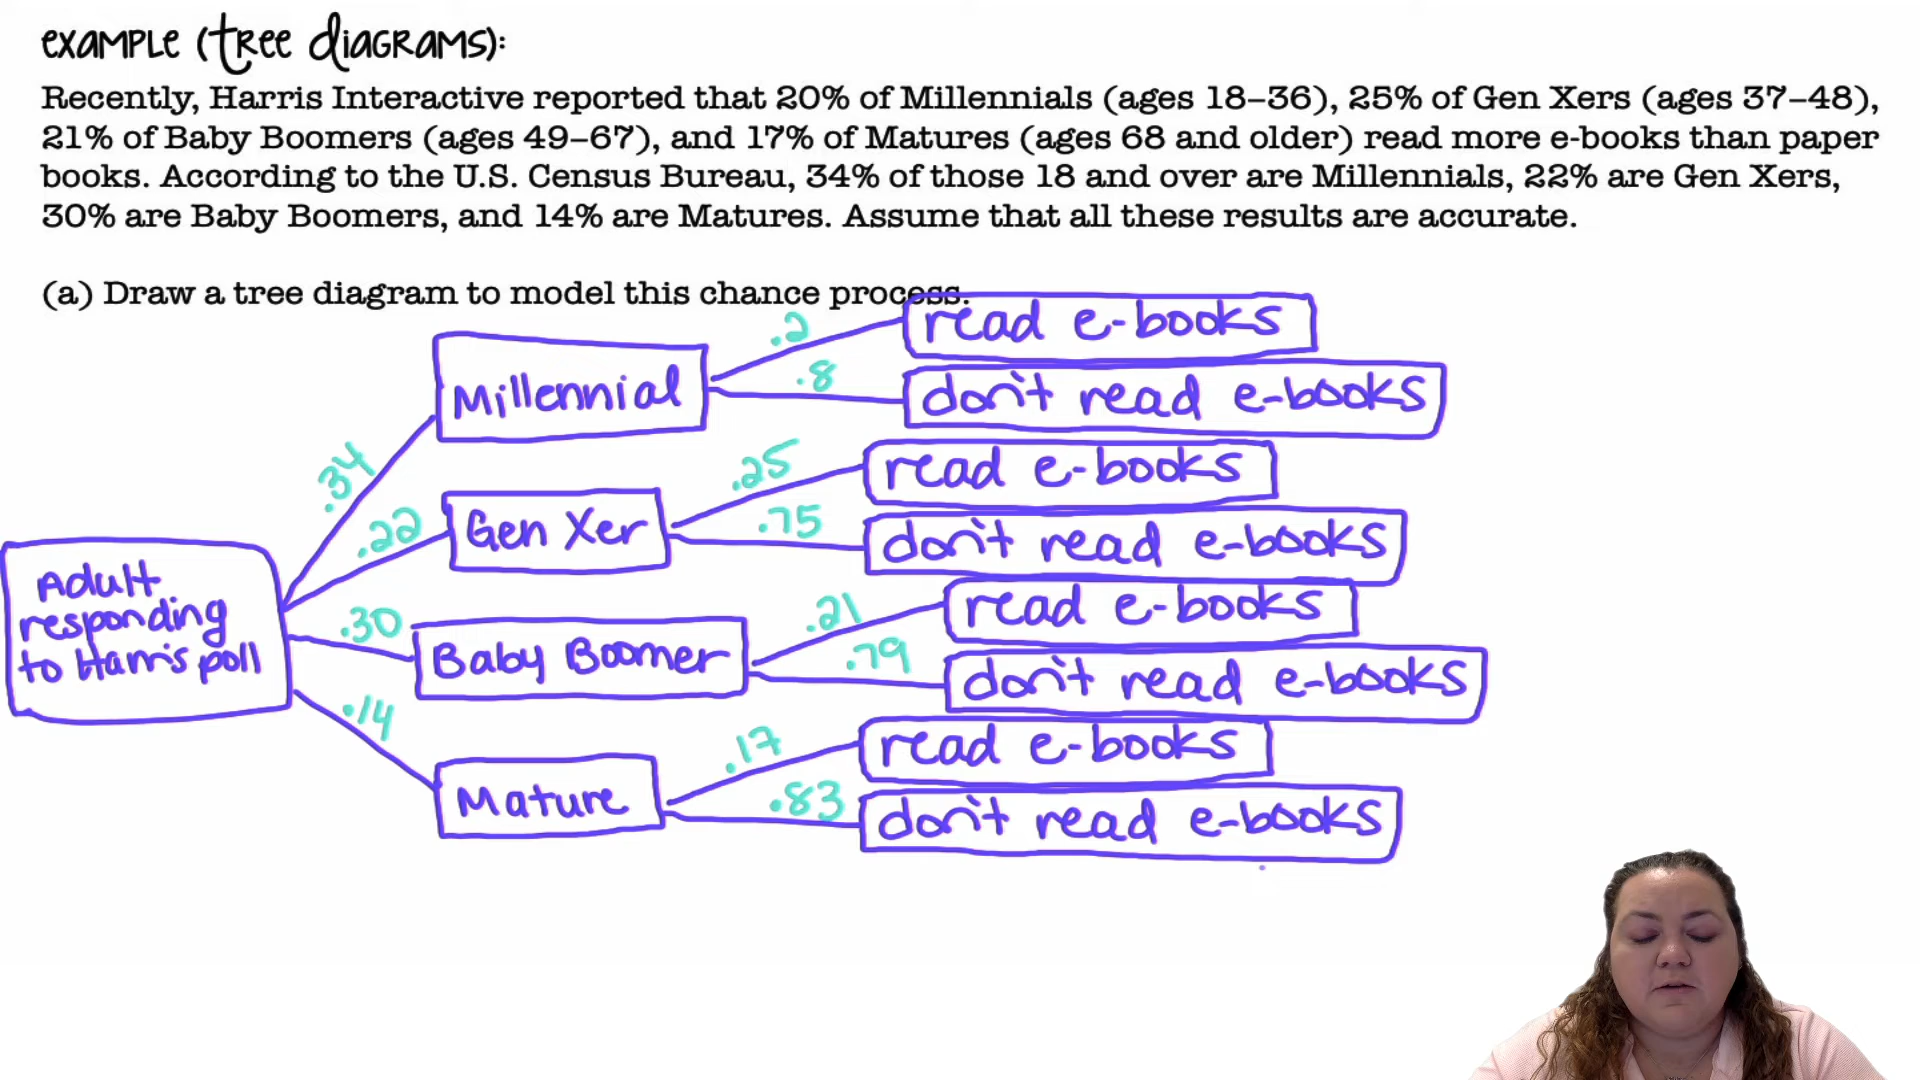 example (tree diagrams):
Recently, Harris Interactive reported that 20% of Millennials (ages 18–36), 25% of Gen Xers (ages 37–48),
21% of Baby Boomers (ages 49–67), and 17% of Matures (ages 68 and older) read more e-books than paper
books. According to the U.S. Census Bureau, 34% of those 18 and over are Millennials, 22% are Gen Xers,
30% are Baby Boomers, and 14% are Matures. Assume that all these results are accurate.
(a) Draw a tree diagram to model this chance process.
.2
read e-books
Millennial
.8
don't read e-books
.34
.25
read e-books
.22
Gen Xer
.75
don't read e-books
Adult
responding
to Harris poll
.21
read e-books
.30
Baby Boomer
.79
don't read e-books
.14
.17
read e-books
Mature
.83
don't read e-books